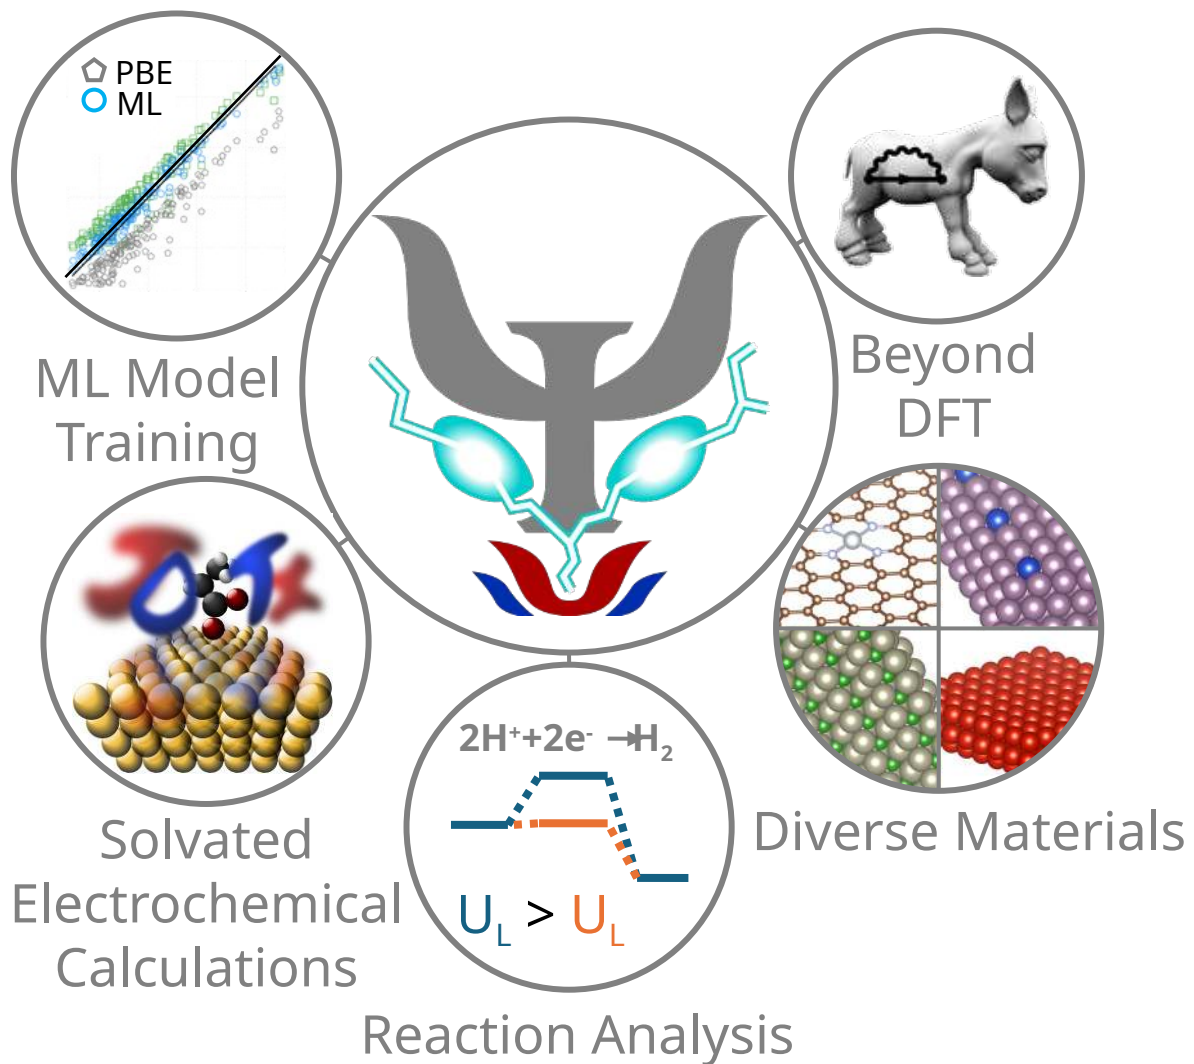 PBE
ML
ML Model
Training
Beyond
DFT
Solvated
Electrochemical
Calculations
2H⁺+2e⁻ →H₂
U_L > U_L
Diverse Materials
Reaction Analysis